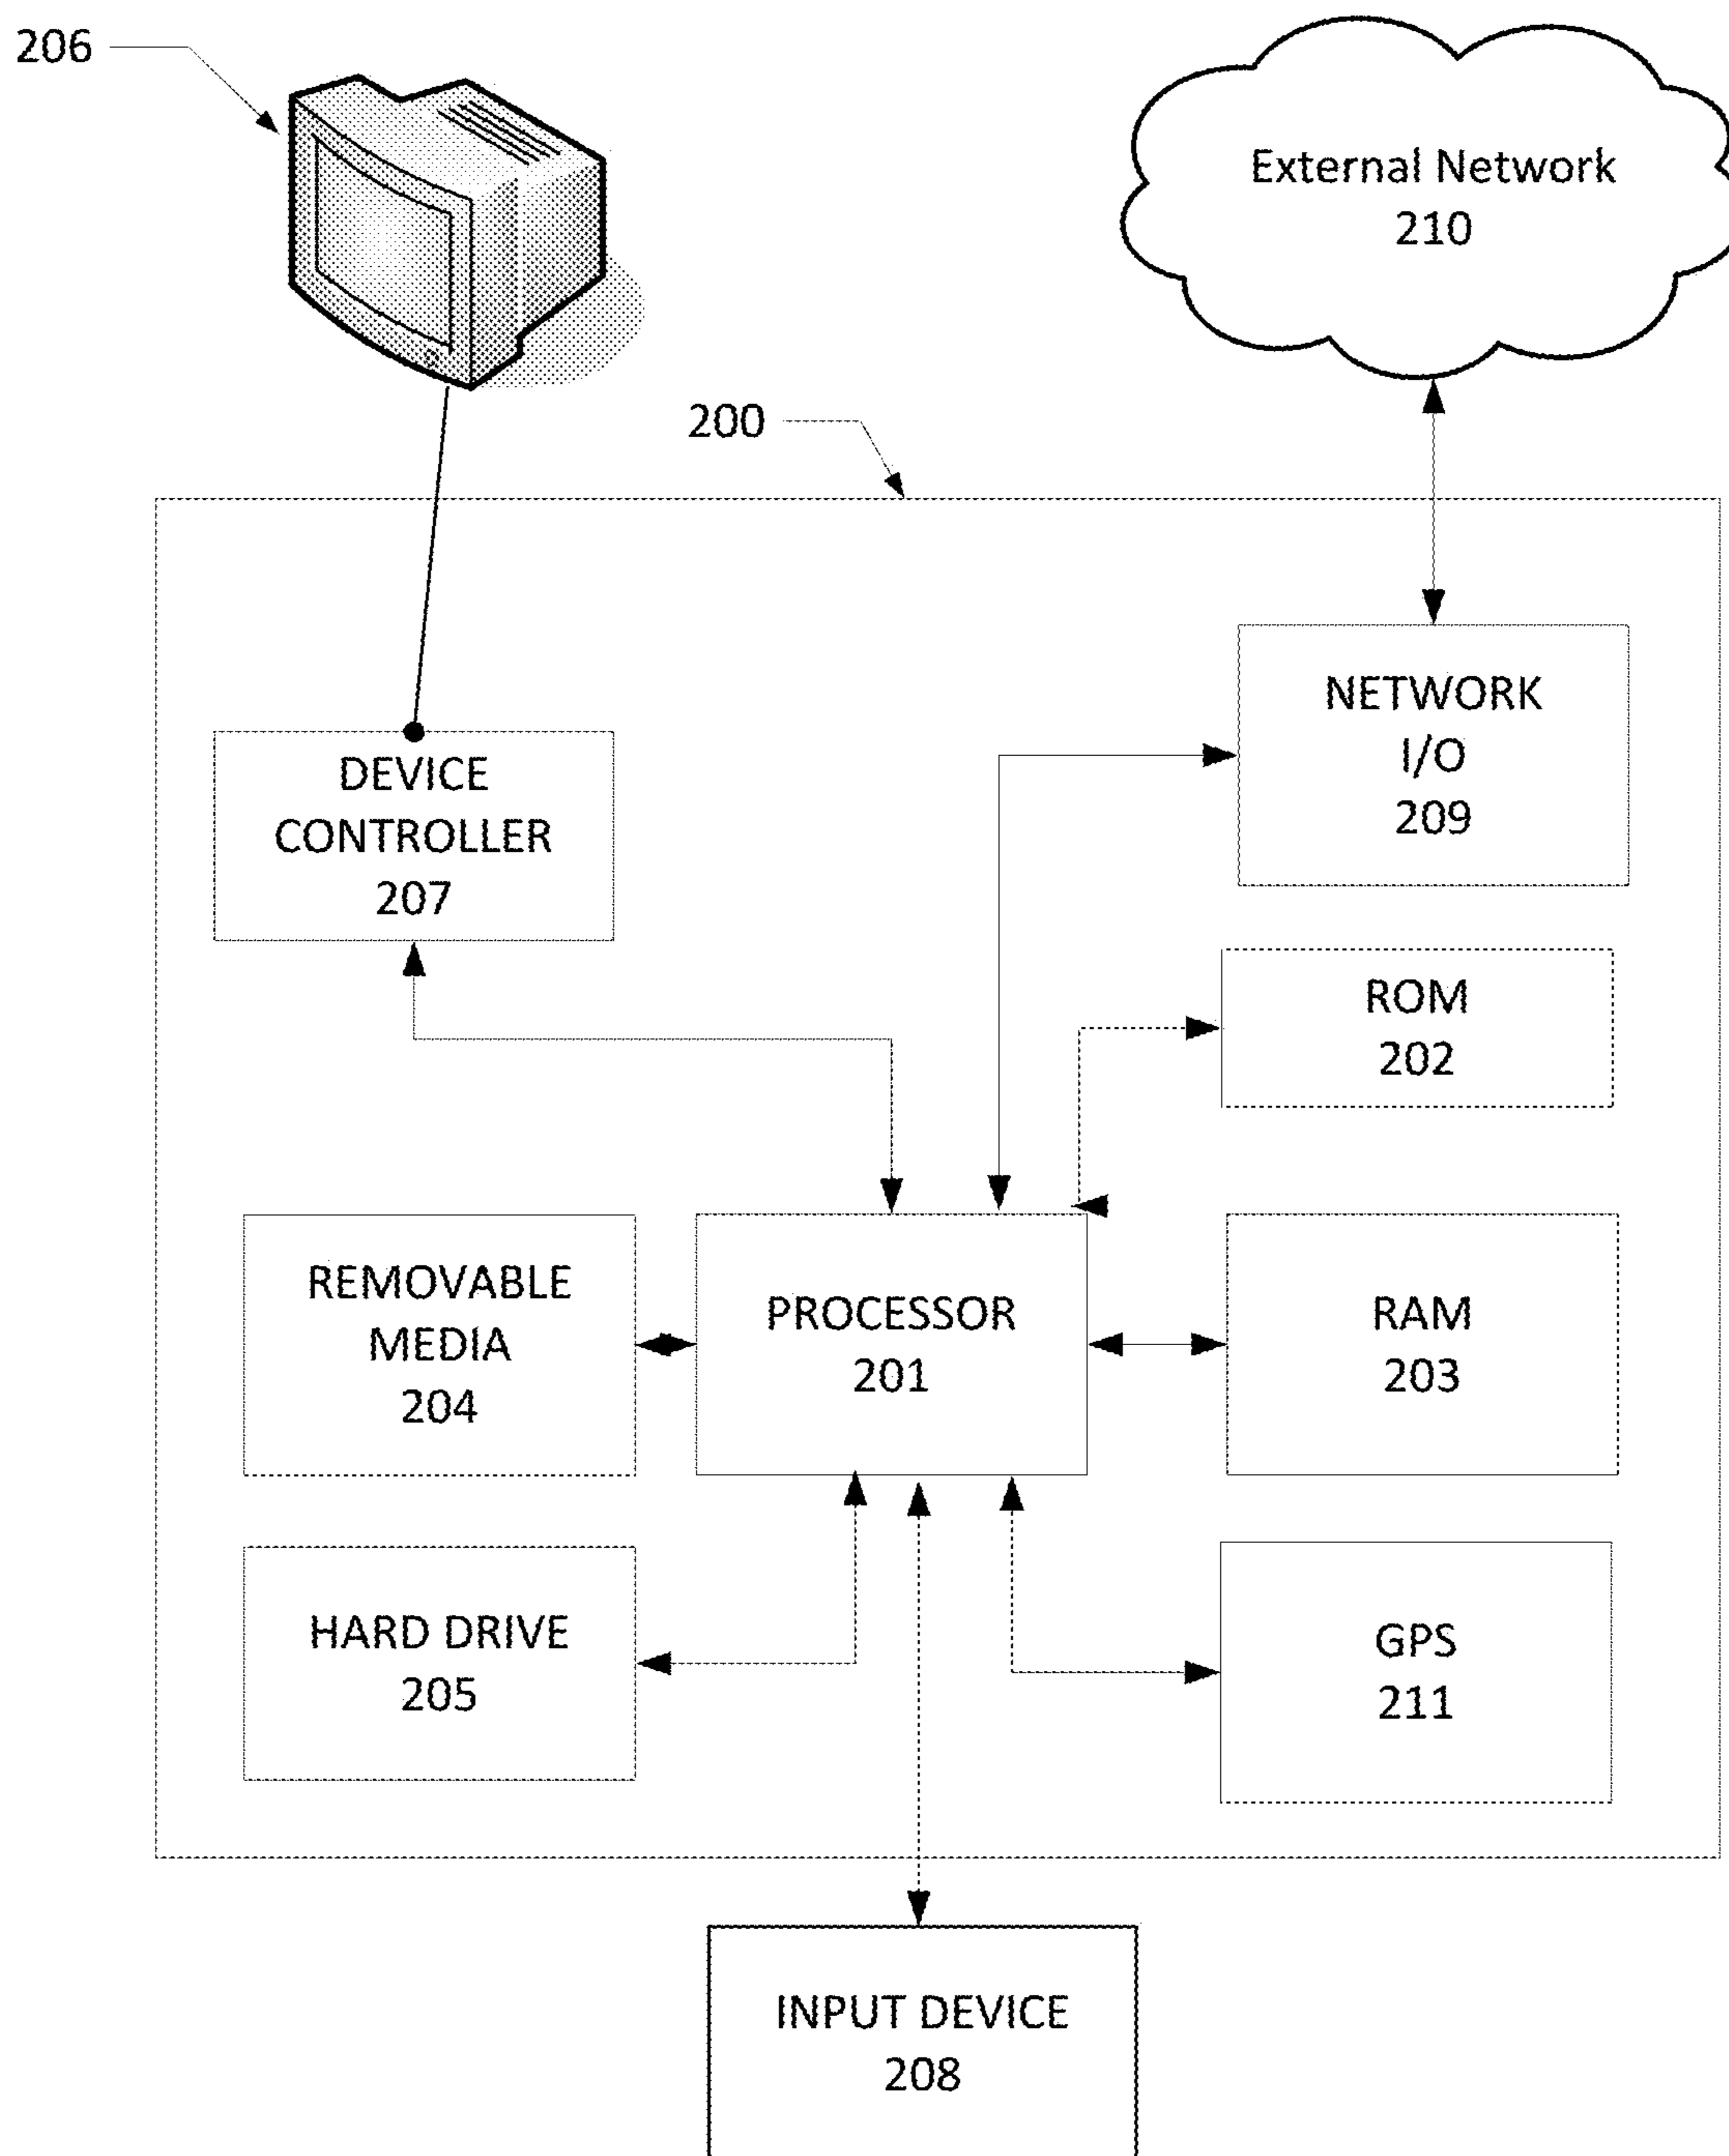 206
External Network
210
200
NETWORK
I/O
209
DEVICE
CONTROLLER
207
ROM
202
REMOVABLE
MEDIA
204
PROCESSOR
201
RAM
203
HARD DRIVE
205
GPS
211
INPUT DEVICE
208